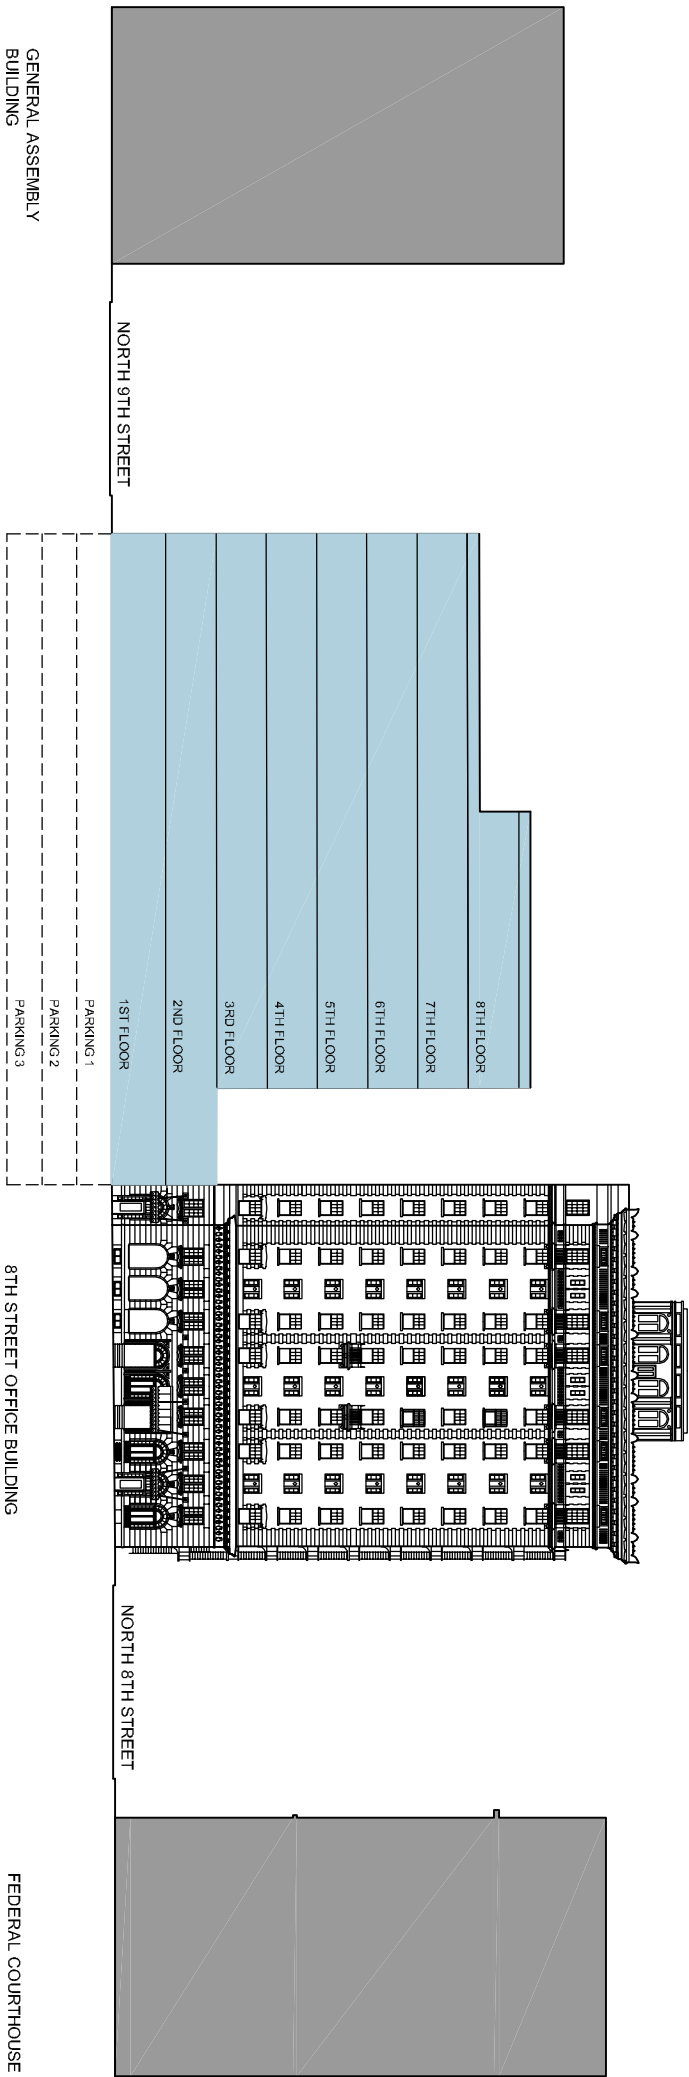 GENERAL ASSEMBLY
BUILDING
NORTH 9TH STREET
8TH FLOOR
7TH FLOOR
6TH FLOOR
5TH FLOOR
4TH FLOOR
3RD FLOOR
2ND FLOOR
1ST FLOOR
PARKING 1
PARKING 2
PARKING 3
8TH STREET OFFICE BUILDING
NORTH 8TH STREET
FEDERAL COURTHOUSE